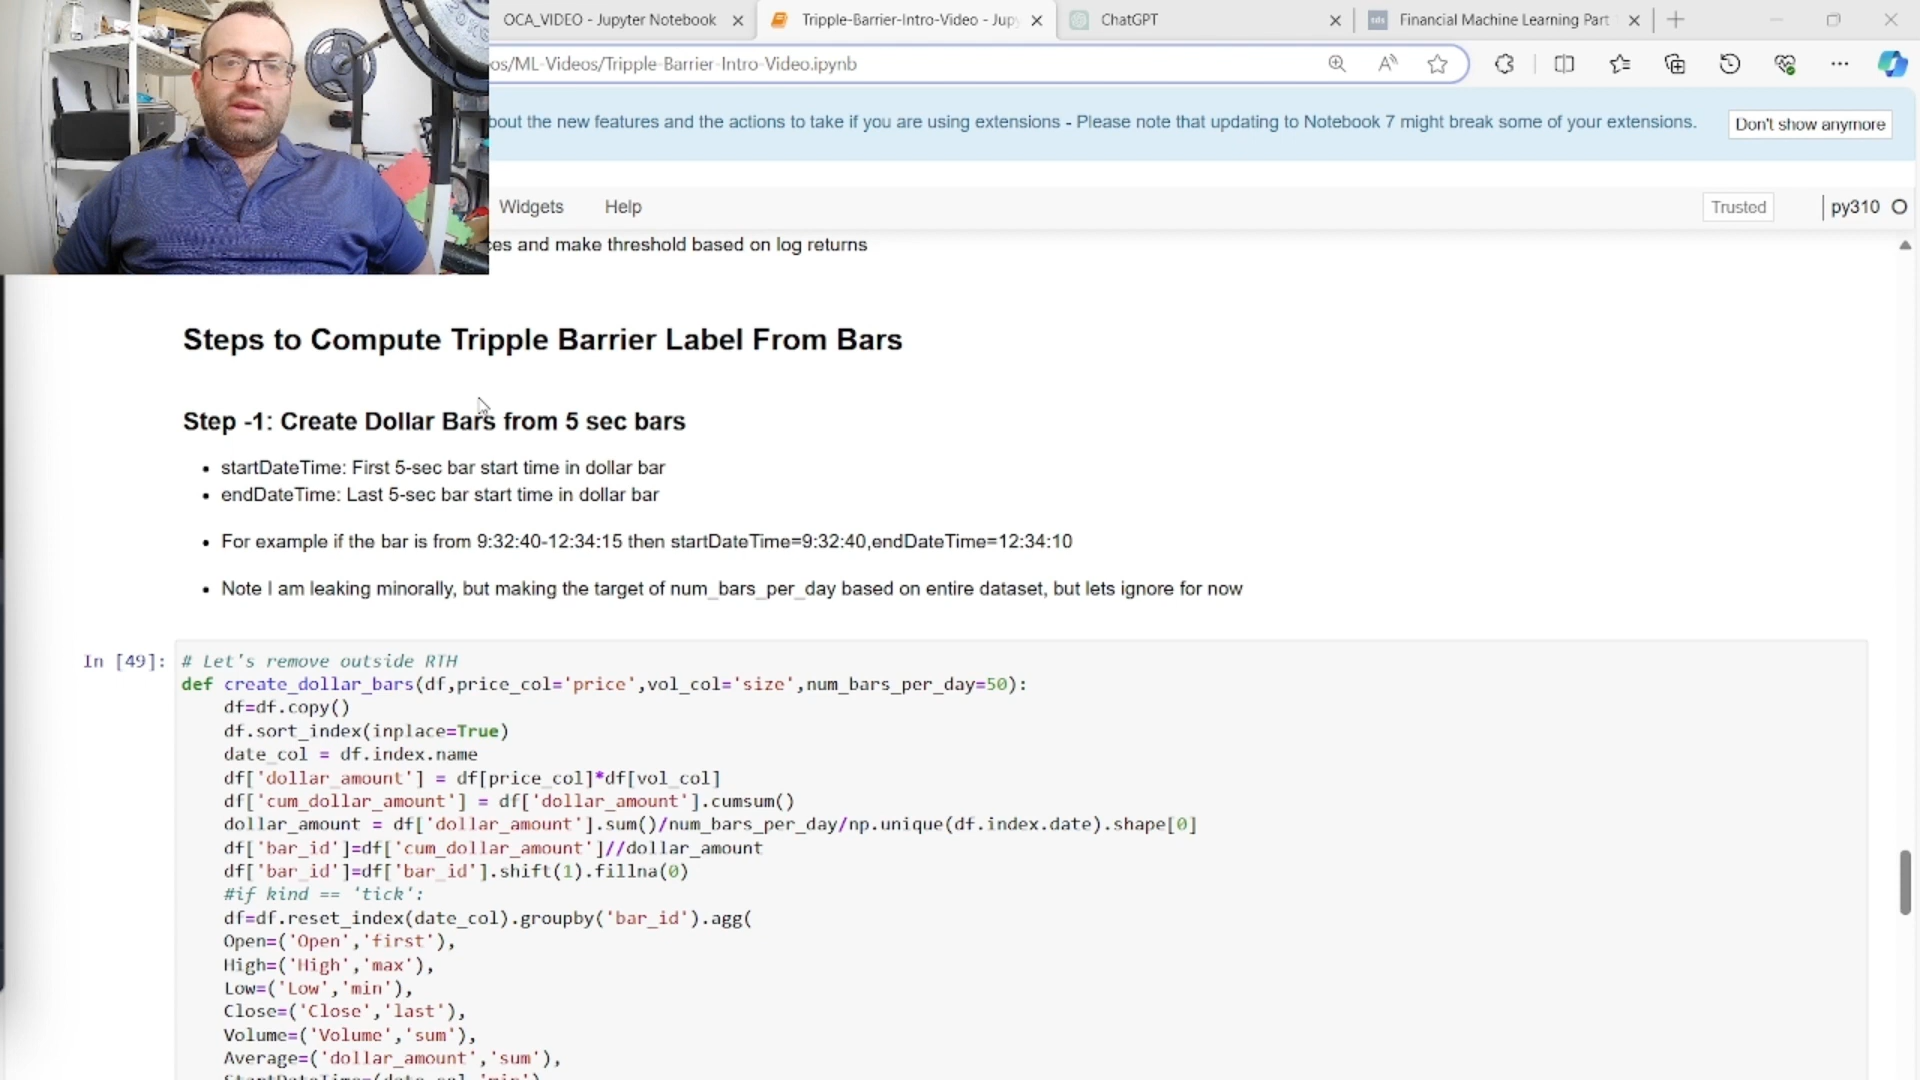 OCA_VIDEO - Jupyter Notebook
Tripple-Barrier-Intro-Video - Jup
ChatGPT
Financial Machine Learning Part
os/ML-Videos/Tripple-Barrier-Intro-Video.ipynb
bout the new features and the actions to take if you are using extensions - Please note that updating to Notebook 7 might break some of your extensions.
Don't show anymore
Widgets
Help
Trusted
py310
es and make threshold based on log returns
Steps to Compute Tripple Barrier Label From Bars
Step -1: Create Dollar Bars from 5 sec bars
• startDateTime: First 5-sec bar start time in dollar bar
• endDateTime: Last 5-sec bar start time in dollar bar
• For example if the bar is from 9:32:40-12:34:15 then startDateTime=9:32:40,endDateTime=12:34:10
• Note I am leaking minorally, but making the target of num_bars_per_day based on entire dataset, but lets ignore for now
In [49]:
# Let's remove outside RTH
def create_dollar_bars(df,price_col='price',vol_col='size',num_bars_per_day=50):
df=df.copy()
df.sort_index(inplace=True)
date_col = df.index.name
df['dollar_amount'] = df[price_col]*df[vol_col]
df['cum_dollar_amount'] = df['dollar_amount'].cumsum()
dollar_amount = df['dollar_amount'].sum()/num_bars_per_day/np.unique(df.index.date).shape[0]
df['bar_id']=df['cum_dollar_amount']//dollar_amount
df['bar_id']=df['bar_id'].shift(1).fillna(0)
#if kind == 'tick':
df=df.reset_index(date_col).groupby('bar_id').agg(
Open=('Open','first'),
High=('High','max'),
Low=('Low','min'),
Close=('Close','last'),
Volume=('Volume','sum'),
Average=('dollar_amount','sum'),
StartDateTime=(date_col,'min')